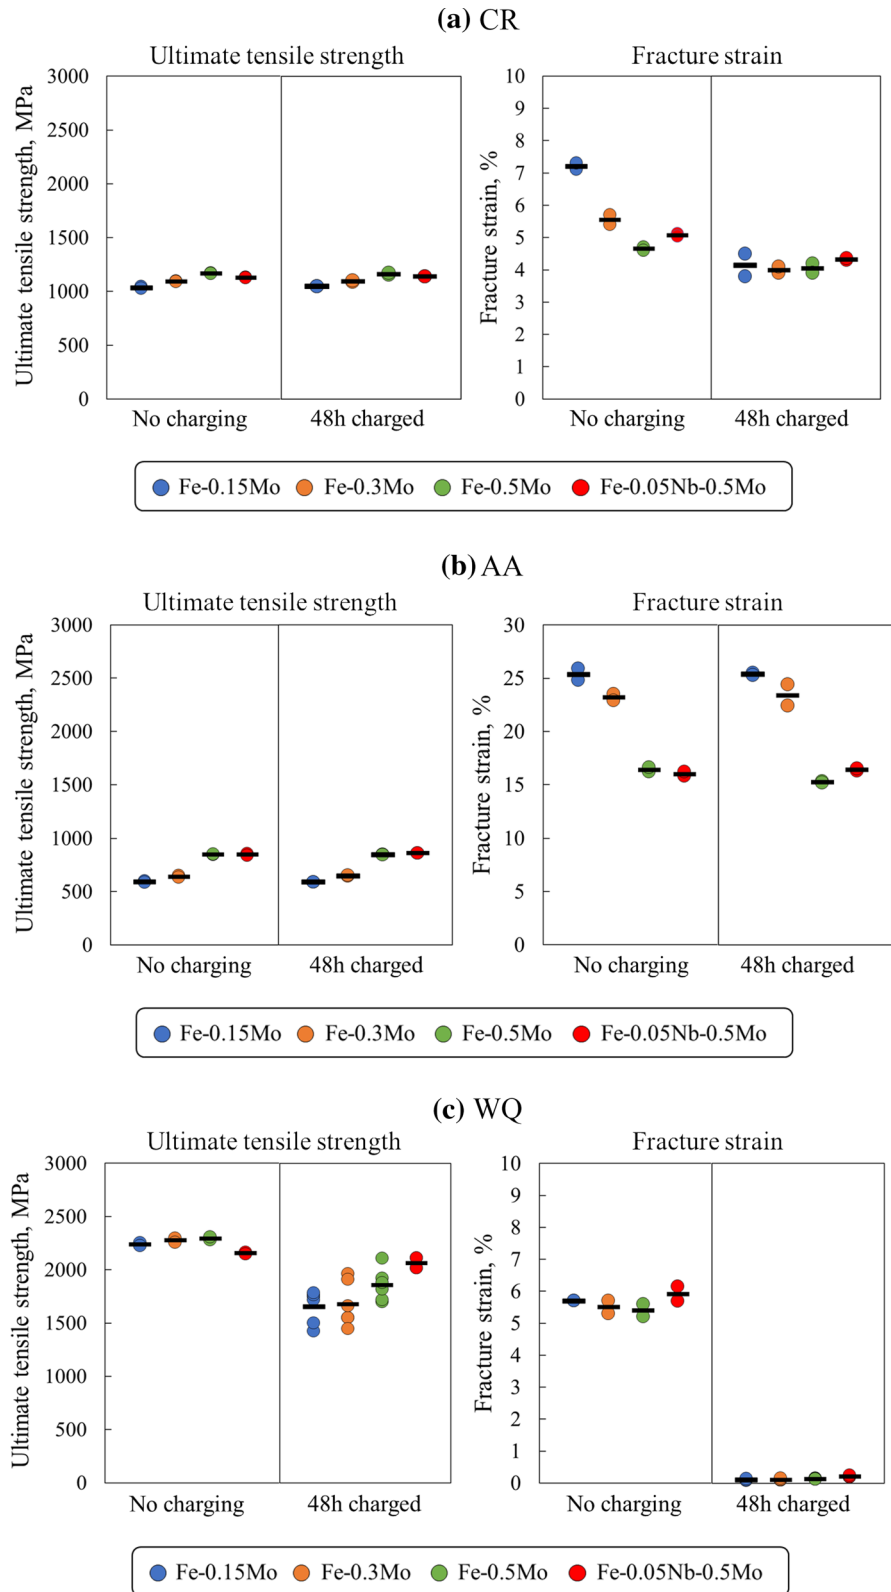 (a) CR
Ultimate tensile strength
Fracture strain
Ultimate tensile strength, MPa
3000
2500
2000
1500
1000
500
0
No charging
48h charged
Fracture strain, %
10
9
8
7
6
5
4
3
2
1
0
No charging
48h charged
Fe-0.15Mo Fe-0.3Mo Fe-0.5Mo Fe-0.05Nb-0.5Mo
(b) AA
Ultimate tensile strength
Fracture strain
Ultimate tensile strength, MPa
3000
2500
2000
1500
1000
500
0
No charging
48h charged
Fracture strain, %
30
25
20
15
10
5
0
No charging
48h charged
Fe-0.15Mo Fe-0.3Mo Fe-0.5Mo Fe-0.05Nb-0.5Mo
(c) WQ
Ultimate tensile strength
Fracture strain
Ultimate tensile strength, MPa
3000
2500
2000
1500
1000
500
0
No charging
48h charged
Fracture strain, %
10
9
8
7
6
5
4
3
2
1
0
No charging
48h charged
Fe-0.15Mo Fe-0.3Mo Fe-0.5Mo Fe-0.05Nb-0.5Mo